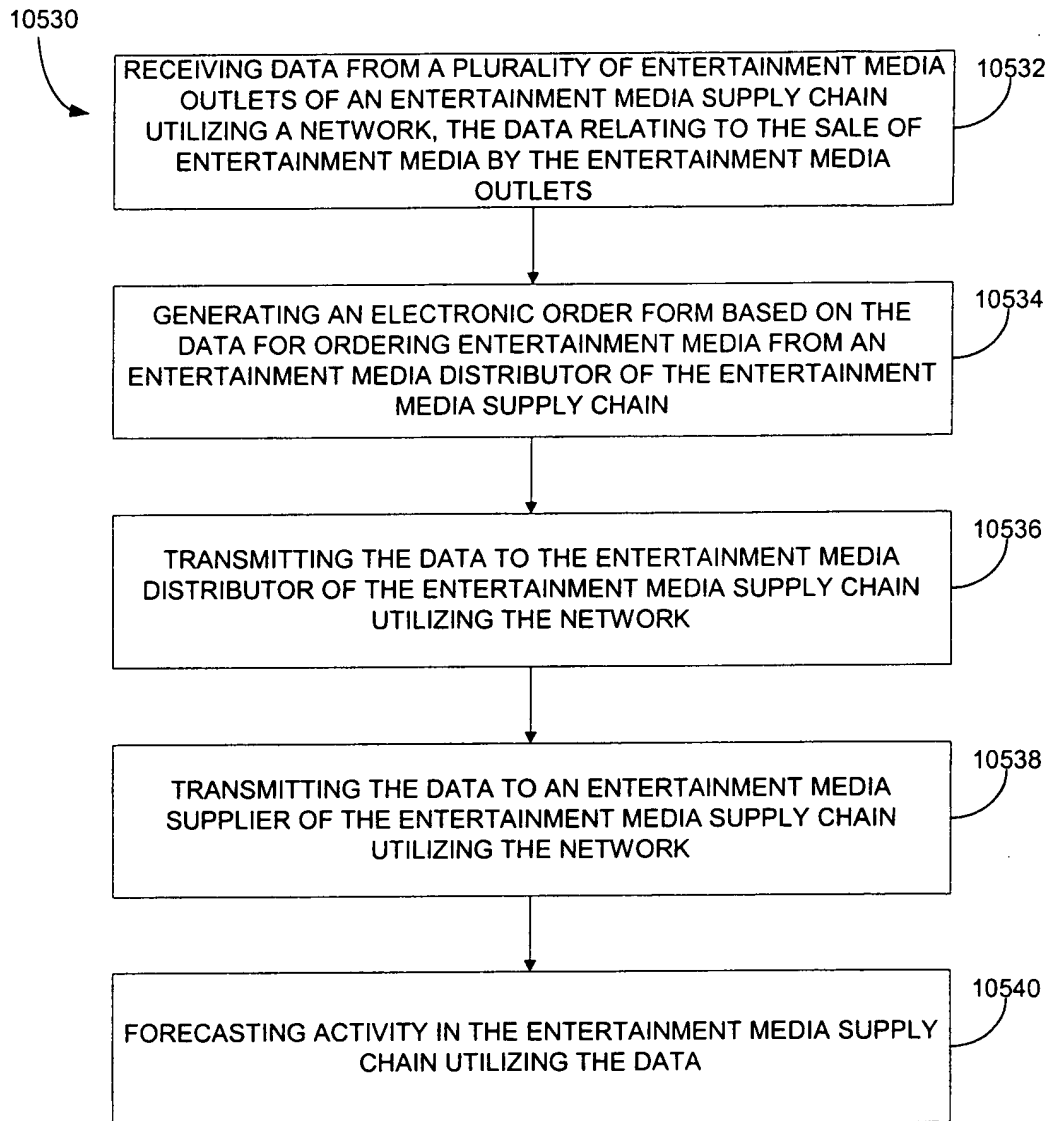 10530
RECEIVING DATA FROM A PLURALITY OF ENTERTAINMENT MEDIA
OUTLETS OF AN ENTERTAINMENT MEDIA SUPPLY CHAIN
UTILIZING A NETWORK, THE DATA RELATING TO THE SALE OF
ENTERTAINMENT MEDIA BY THE ENTERTAINMENT MEDIA
OUTLETS
10532
GENERATING AN ELECTRONIC ORDER FORM BASED ON THE
DATA FOR ORDERING ENTERTAINMENT MEDIA FROM AN
ENTERTAINMENT MEDIA DISTRIBUTOR OF THE ENTERTAINMENT
MEDIA SUPPLY CHAIN
10534
TRANSMITTING THE DATA TO THE ENTERTAINMENT MEDIA
DISTRIBUTOR OF THE ENTERTAINMENT MEDIA SUPPLY CHAIN
UTILIZING THE NETWORK
10536
TRANSMITTING THE DATA TO AN ENTERTAINMENT MEDIA
SUPPLIER OF THE ENTERTAINMENT MEDIA SUPPLY CHAIN
UTILIZING THE NETWORK
10538
FORECASTING ACTIVITY IN THE ENTERTAINMENT MEDIA SUPPLY
CHAIN UTILIZING THE DATA
10540